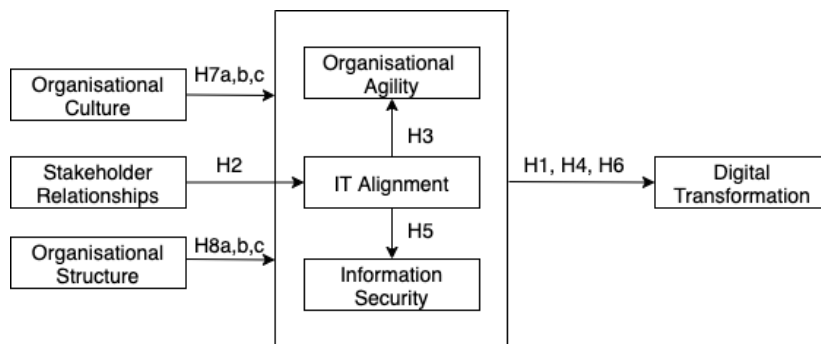 Organisational
Culture
H7a,b,c
Stakeholder
Relationships
H2
Organisational
Structure
H8a,b,c
Organisational
Agility
H3
IT Alignment
H5
Information
Security
H1, H4, H6
Digital
Transformation